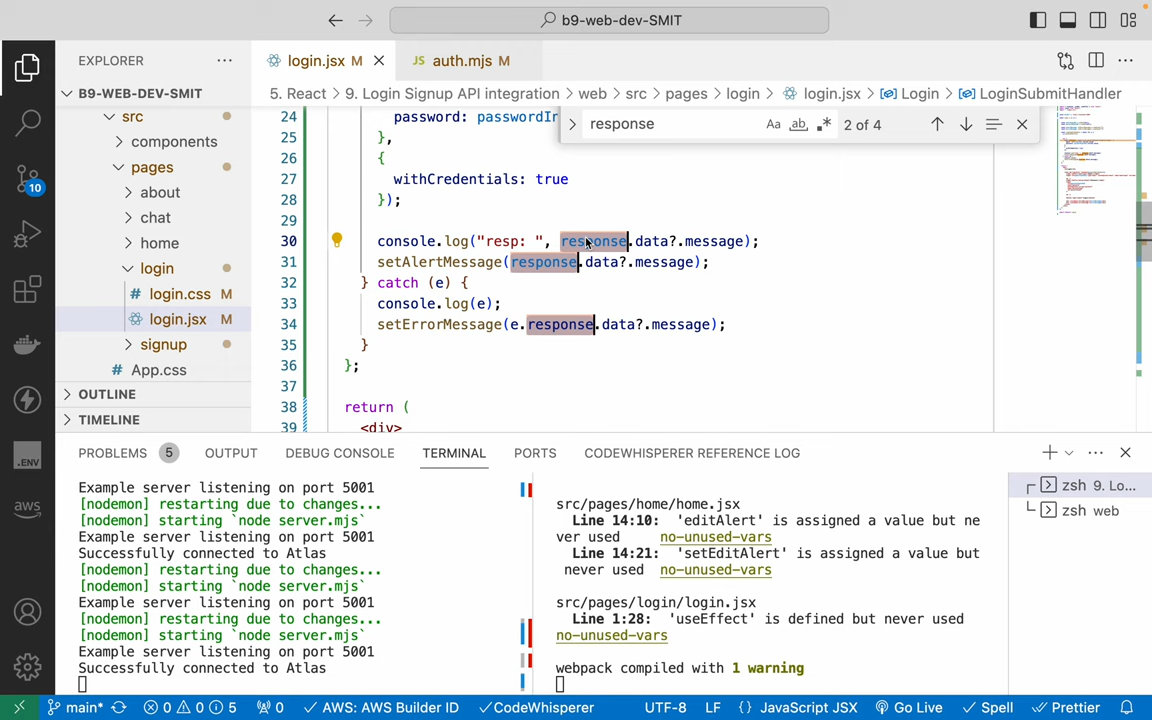 b9-web-dev-SMIT
EXPLORER
login.jsx M
JS auth.mjs M
B9-WEB-DEV-SMIT
5. React > 9. Login Signup API integration > web > src > pages > login > login.jsx > Login > LoginSubmitHandler
src
components
pages
about
chat
home
login
# login.css M
login.jsx M
signup
# App.css
OUTLINE
TIMELINE
response
Aa ab .*
2 of 4
24 password: passwordIn
25 },
26 {
27 withCredentials: true
28 });
29
30 console.log("resp: ", response.data?.message);
31 setAlertMessage(response.data?.message);
32 } catch (e) {
33 console.log(e);
34 setErrorMessage(e.response.data?.message);
35 }
36 };
37
38 return (
39 <div>
10
.ENV
aws
PROBLEMS 5 OUTPUT DEBUG CONSOLE TERMINAL PORTS CODEWHISPERER REFERENCE LOG
Example server listening on port 5001
[nodemon] restarting due to changes...
[nodemon] starting `node server.mjs`
Example server listening on port 5001
Successfully connected to Atlas
[nodemon] restarting due to changes...
[nodemon] starting `node server.mjs`
Example server listening on port 5001
[nodemon] restarting due to changes...
[nodemon] starting `node server.mjs`
Example server listening on port 5001
Successfully connected to Atlas
src/pages/home/home.jsx
Line 14:10: 'editAlert' is assigned a value but ne
ver used no-unused-vars
Line 14:21: 'setEditAlert' is assigned a value but
never used no-unused-vars
src/pages/login/login.jsx
Line 1:28: 'useEffect' is defined but never used
no-unused-vars
webpack compiled with 1 warning
zsh 9. Lo...
zsh web
main* 0 0 5 0 AWS: AWS Builder ID CodeWhisperer UTF-8 LF {} JavaScript JSX Go Live Spell Prettier